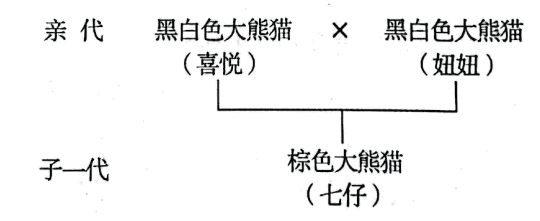 亲 代 黑白色大熊猫 × 黑白色大熊猫
（喜悦） （妞妞）
子一代 棕色大熊猫
（七仔）